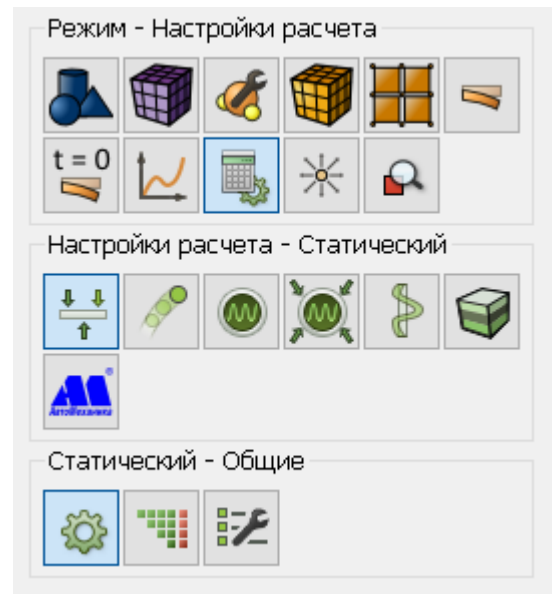 Режим - Настройки расчета
t = 0
Настройки расчета - Статический
АвтоМеханика
Статический - Общие